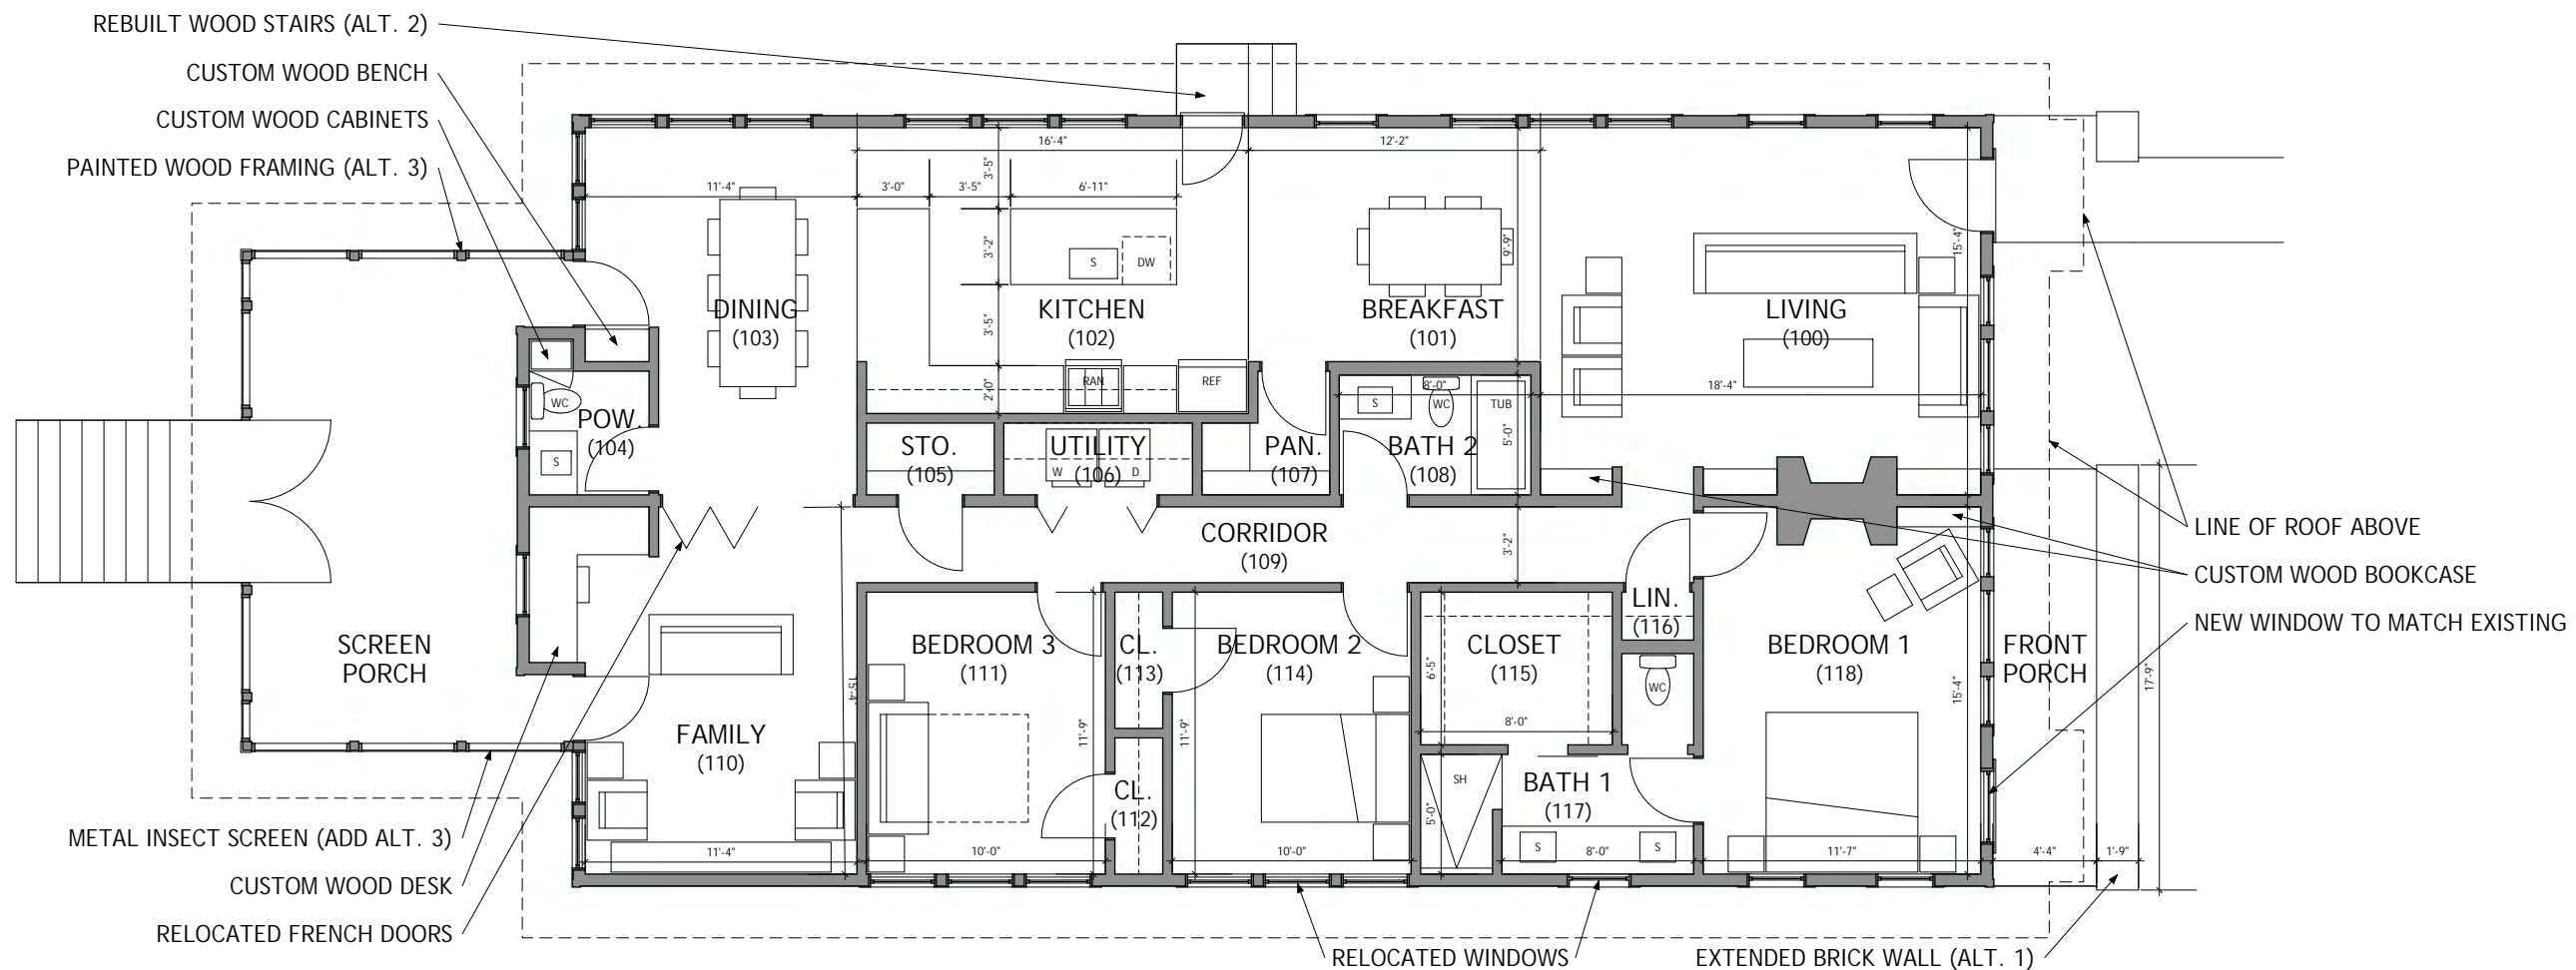 REBUILT WOOD STAIRS (ALT. 2)
CUSTOM WOOD BENCH
CUSTOM WOOD CABINETS
PAINTED WOOD FRAMING (ALT. 3)
16'-4"
12'-2"
3'-5"
11'-4"
3'-0"
3'-5"
6'-11"
3'-2"
S
DW
9'-9"
15'-4"
DINING
(103)
KITCHEN
(102)
BREAKFAST
(101)
LIVING
(100)
3'-5"
2'-0"
RAN
REF
8'-0"
18'-4"
WC
POW.
(104)
S
S
WC
TUB
5'-0"
STO.
(105)
UTILITY
(106)
W
D
PAN.
(107)
BATH 2
(108)
CORRIDOR
(109)
3'-2"
LINE OF ROOF ABOVE
CUSTOM WOOD BOOKCASE
NEW WINDOW TO MATCH EXISTING
SCREEN
PORCH
BEDROOM 3
(111)
CL.
(113)
BEDROOM 2
(114)
CLOSET
(115)
LIN.
(116)
BEDROOM 1
(118)
FRONT
PORCH
6'-5"
WC
15'-4"
15'-4"
17'-9"
8'-0"
FAMILY
(110)
11'-9"
11'-9"
CL.
(112)
SH
BATH 1
(117)
5'-0"
S
S
11'-4"
10'-0"
10'-0"
8'-0"
11'-7"
4'-4"
1'-9"
METAL INSECT SCREEN (ADD ALT. 3)
CUSTOM WOOD DESK
RELOCATED FRENCH DOORS
RELOCATED WINDOWS
EXTENDED BRICK WALL (ALT. 1)